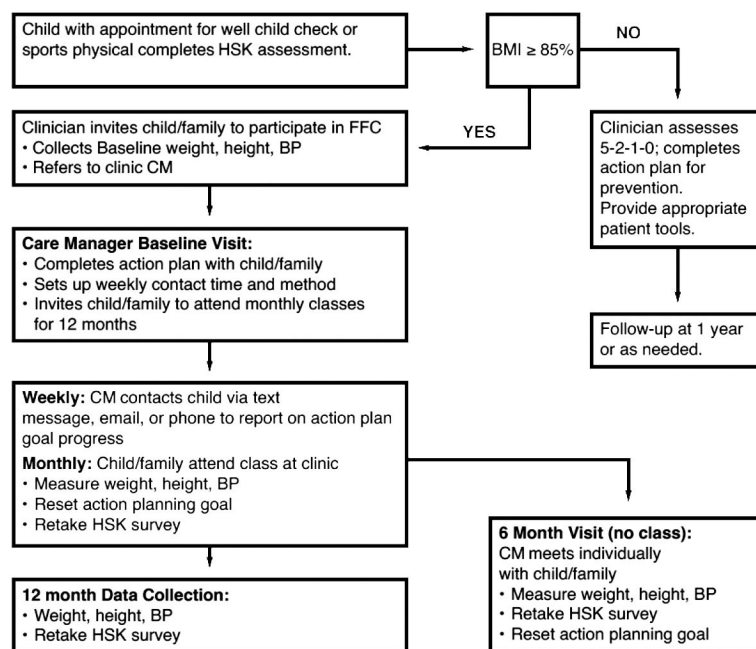 Child with appointment for well child check or
sports physical completes HSK assessment.
BMI ≥ 85%
NO
YES
Clinician invites child/family to participate in FFC
• Collects Baseline weight, height, BP
• Refers to clinic CM
Clinician assesses
5-2-1-0; completes
action plan for
prevention.
Provide appropriate
patient tools.
Care Manager Baseline Visit:
• Completes action plan with child/family
• Sets up weekly contact time and method
• Invites child/family to attend monthly classes
for 12 months
Follow-up at 1 year
or as needed.
Weekly: CM contacts child via text
message, email, or phone to report on action plan
goal progress
Monthly: Child/family attend class at clinic
• Measure weight, height, BP
• Reset action planning goal
• Retake HSK survey
6 Month Visit (no class):
CM meets individually
with child/family
• Measure weight, height, BP
• Retake HSK survey
• Reset action planning goal
12 month Data Collection:
• Weight, height, BP
• Retake HSK survey